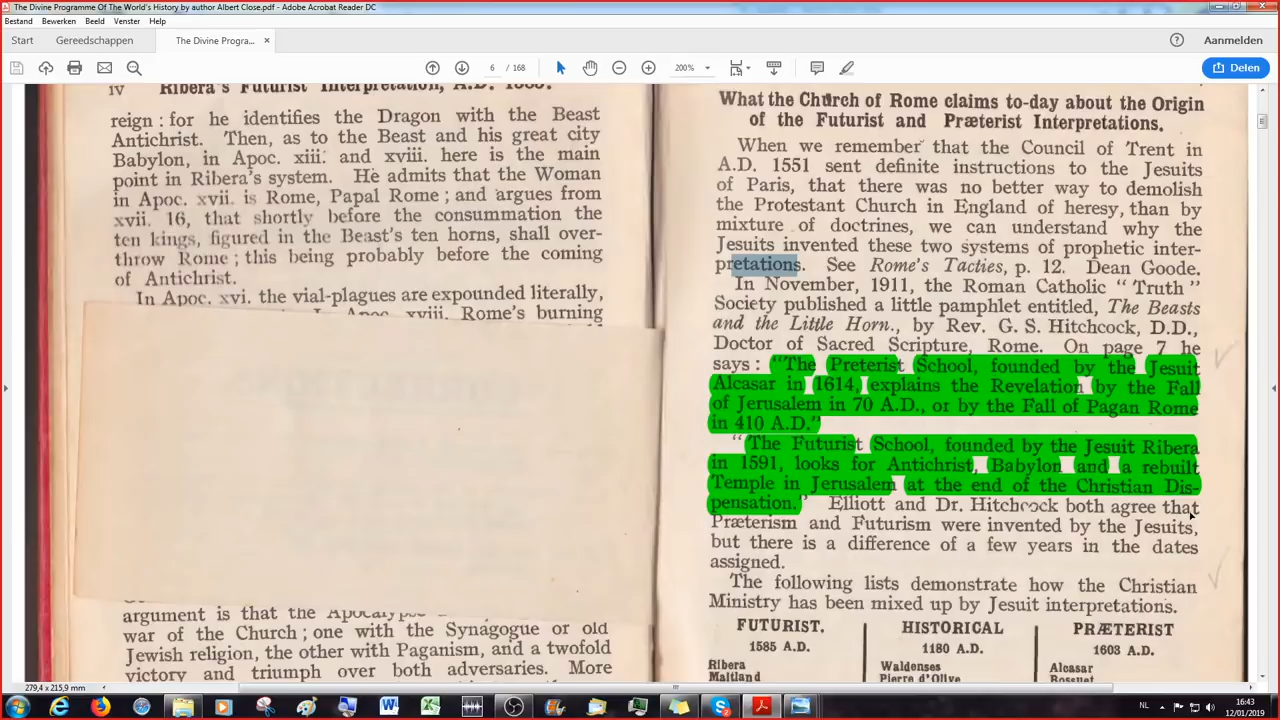 The Divine Programme Of The World's History by author Albert Close.pdf - Adobe Acrobat Reader DC
Bestand Bewerken Beeld Venster Help
Start Gereedschappen The Divine Progra... × Aanmelden
6 / 168 200% Delen
iv Ribera's Futurist Interpretation, A.D. 1585.
reign : for he identifies the Dragon with the Beast
Antichrist. Then, as to the Beast and his great city
Babylon, in Apoc. xiii. and xviii. here is the main
point in Ribera's system. He admits that the Woman
in Apoc. xvii. is Rome, Papal Rome ; and argues from
xvii. 16, that shortly before the consummation the
ten kings, figured in the Beast's ten horns, shall over-
throw Rome ; this being probably before the coming
of Antichrist.
In Apoc. xvi. the vial-plagues are expounded literally,
In Apoc. xviii. Rome's burning
argument is that the Apocalypse
war of the Church ; one with the Synagogue or old
Jewish religion, the other with Paganism, and a twofold
victory and triumph over both adversaries. More
What the Church of Rome claims to-day about the Origin
of the Futurist and Præterist Interpretations.
When we remember that the Council of Trent in
A.D. 1551 sent definite instructions to the Jesuits
of Paris, that there was no better way to demolish
the Protestant Church in England of heresy, than by
mixture of doctrines, we can understand why the
Jesuits invented these two systems of prophetic inter-
pretations. See Rome's Tactics, p. 12. Dean Goode.
In November, 1911, the Roman Catholic “ Truth ”
Society published a little pamphlet entitled, The Beasts
and the Little Horn., by Rev. G. S. Hitchcock, D.D.,
Doctor of Sacred Scripture, Rome. On page 7 he
says : “The Preterist School, founded by the Jesuit
Alcasar in 1614, explains the Revelation by the Fall
of Jerusalem in 70 A.D., or by the Fall of Pagan Rome
in 410 A.D.”
“ The Futurist School, founded by the Jesuit Ribera
in 1591, looks for Antichrist, Babylon and a rebuilt
Temple in Jerusalem at the end of the Christian Dis-
pensation.” Elliott and Dr. Hitchcock both agree that
Præterism and Futurism were invented by the Jesuits,
but there is a difference of a few years in the dates
assigned.
The following lists demonstrate how the Christian
Ministry has been mixed up by Jesuit interpretations.
FUTURIST. HISTORICAL PRÆTERIST
1585 A.D. 1180 A.D. 1603 A.D.
Ribera Waldenses Alcasar
Maitland Pierre d'Olive Bossuet
279,4 x 215,9 mm
NL 16:43
12/01/2019